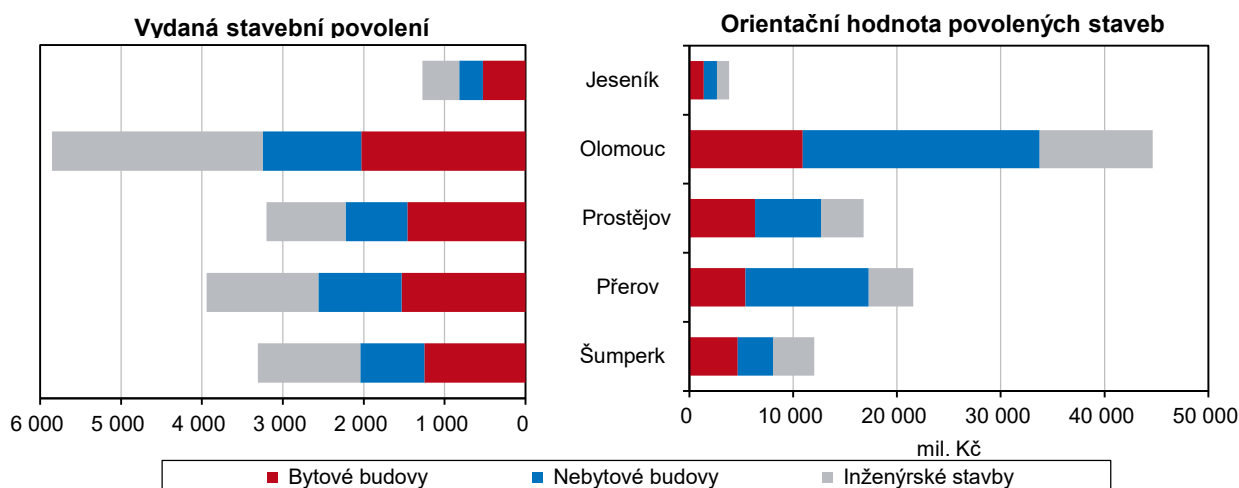 Vydaná stavební povolení
Orientační hodnota povolených staveb
Jeseník
Olomouc
Prostějov
Přerov
Šumperk
6 000 5 000 4 000 3 000 2 000 1 000 0
0 10 000 20 000 30 000 40 000 50 000
mil. Kč
Bytové budovy Nebytové budovy Inženýrské stavby